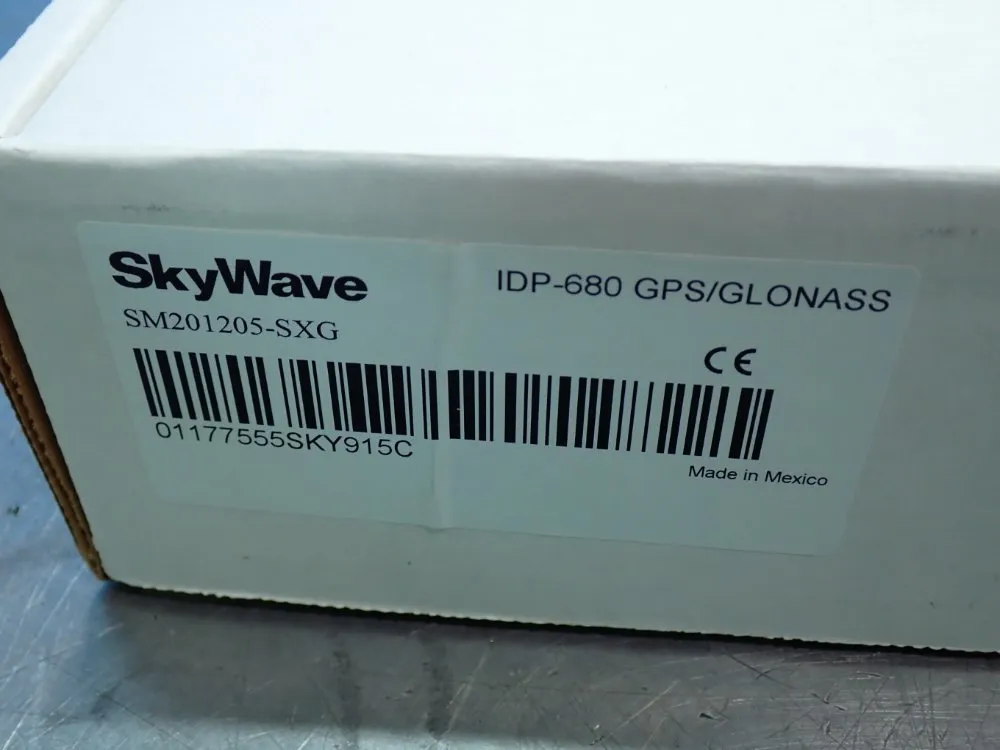 SkyWave
IDP-680 GPS/GLONASS
SM201205-SXG
CE
01177555SKY915C
Made in Mexico